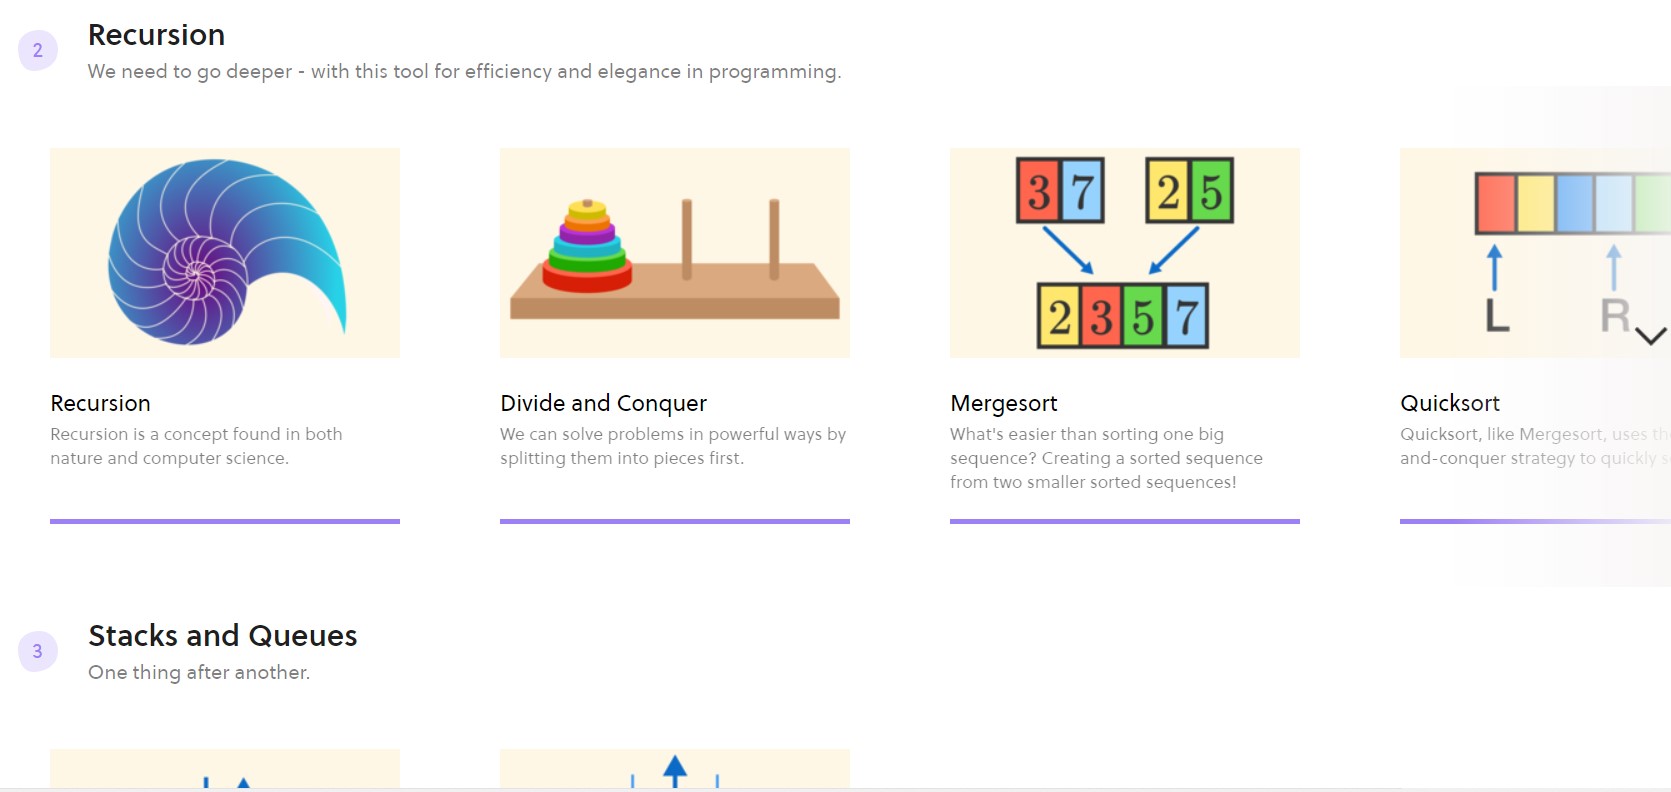 2
Recursion
We need to go deeper - with this tool for efficiency and elegance in programming.
3 7 2 5
2 3 5 7
L R
Recursion
Recursion is a concept found in both
nature and computer science.
Divide and Conquer
We can solve problems in powerful ways by
splitting them into pieces first.
Mergesort
What's easier than sorting one big
sequence? Creating a sorted sequence
from two smaller sorted sequences!
Quicksort
Quicksort, like Mergesort, uses
and-conquer strategy to quickly
3
Stacks and Queues
One thing after another.